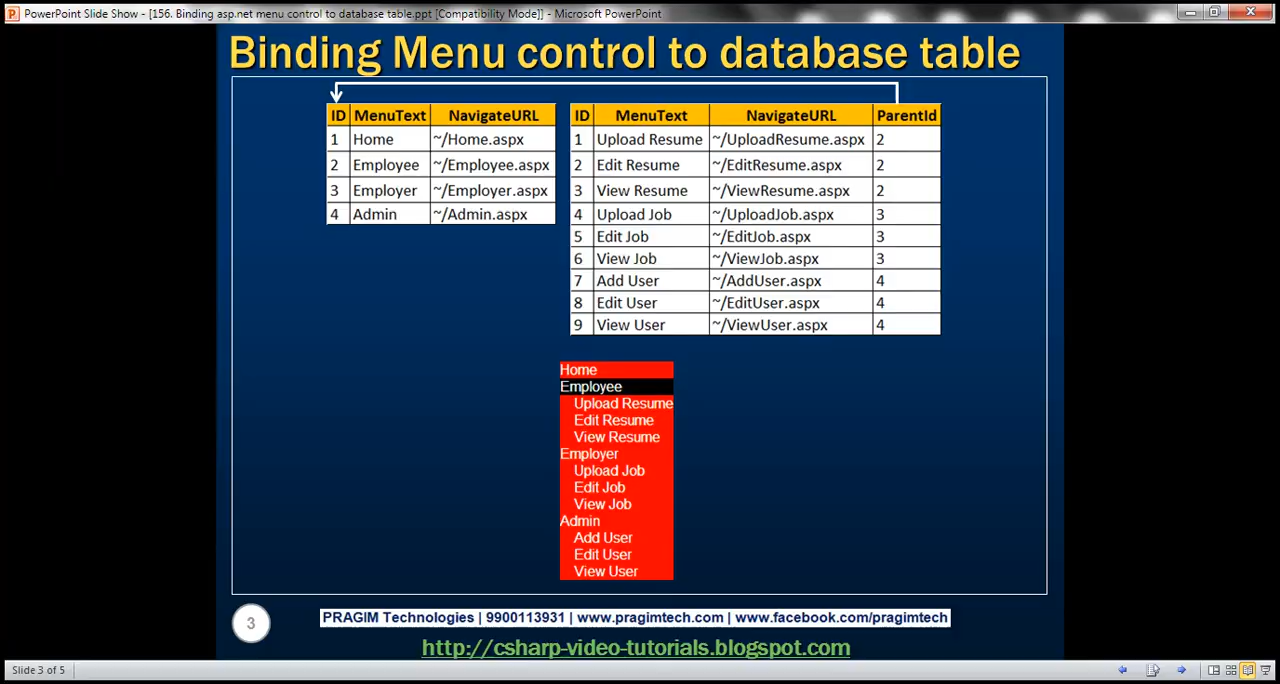 PowerPoint Slide Show - [156. Binding asp.net menu control to database table.ppt [Compatibility Mode]] - Microsoft PowerPoint
Binding Menu control to database table
ID MenuText NavigateURL
1 Home ~/Home.aspx
2 Employee ~/Employee.aspx
3 Employer ~/Employer.aspx
4 Admin ~/Admin.aspx
ID MenuText NavigateURL ParentId
1 Upload Resume ~/UploadResume.aspx 2
2 Edit Resume ~/EditResume.aspx 2
3 View Resume ~/ViewResume.aspx 2
4 Upload Job ~/UploadJob.aspx 3
5 Edit Job ~/EditJob.aspx 3
6 View Job ~/ViewJob.aspx 3
7 Add User ~/AddUser.aspx 4
8 Edit User ~/EditUser.aspx 4
9 View User ~/ViewUser.aspx 4
Home
Employee
Upload Resume
Edit Resume
View Resume
Employer
Upload Job
Edit Job
View Job
Admin
Add User
Edit User
View User
3
PRAGIM Technologies | 9900113931 | www.pragimtech.com | www.facebook.com/pragimtech
http://csharp-video-tutorials.blogspot.com
Slide 3 of 5